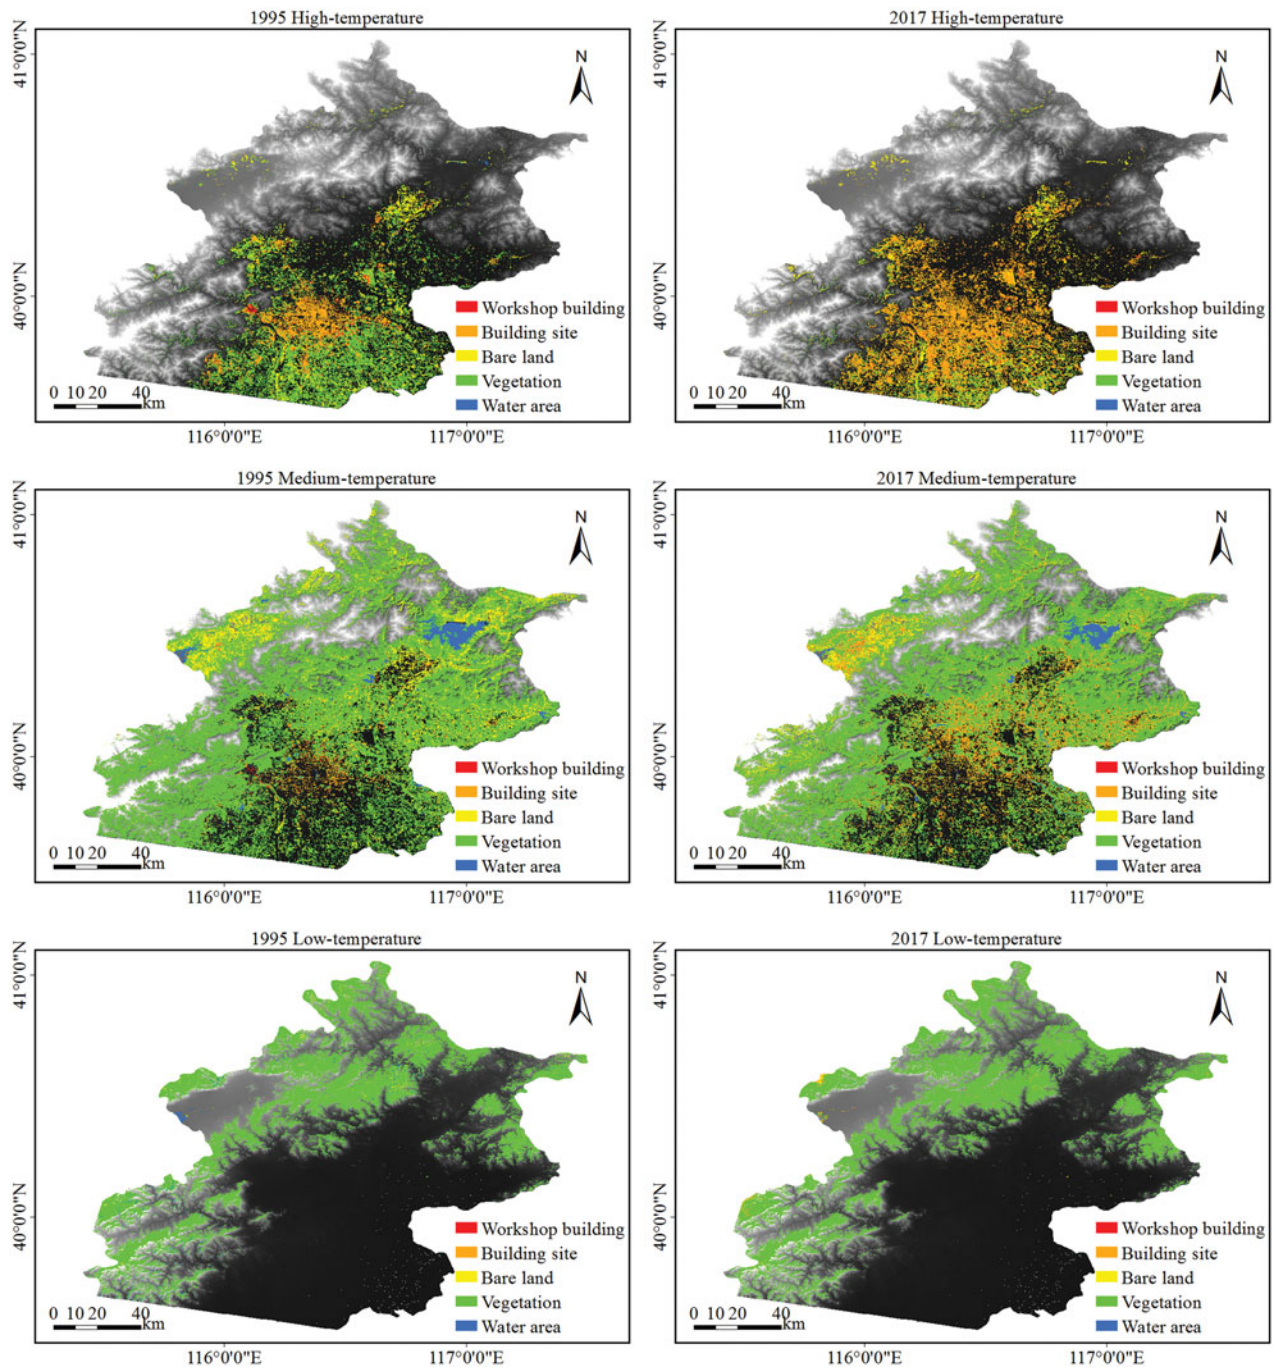 1995 High-temperature
41°0'0"N
40°0'0"N
N
Workshop building
Building site
Bare land
Vegetation
Water area
0 10 20 40
km
116°0'0"E
117°0'0"E
2017 High-temperature
41°0'0"N
40°0'0"N
N
Workshop building
Building site
Bare land
Vegetation
Water area
0 10 20 40
km
116°0'0"E
117°0'0"E
1995 Medium-temperature
41°0'0"N
40°0'0"N
N
Workshop building
Building site
Bare land
Vegetation
Water area
0 10 20 40
km
116°0'0"E
117°0'0"E
2017 Medium-temperature
41°0'0"N
40°0'0"N
N
Workshop building
Building site
Bare land
Vegetation
Water area
0 10 20 40
km
116°0'0"E
117°0'0"E
1995 Low-temperature
41°0'0"N
40°0'0"N
N
Workshop building
Building site
Bare land
Vegetation
Water area
0 10 20 40
km
116°0'0"E
117°0'0"E
2017 Low-temperature
41°0'0"N
40°0'0"N
N
Workshop building
Building site
Bare land
Vegetation
Water area
0 10 20 40
km
116°0'0"E
117°0'0"E